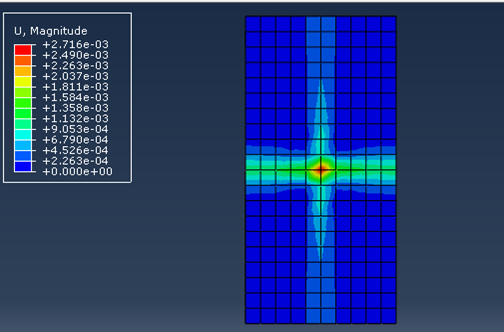 U, Magnitude
+2.716e-03
+2.490e-03
+2.263e-03
+2.037e-03
+1.811e-03
+1.584e-03
+1.358e-03
+1.132e-03
+9.053e-04
+6.790e-04
+4.526e-04
+2.263e-04
+0.000e+00